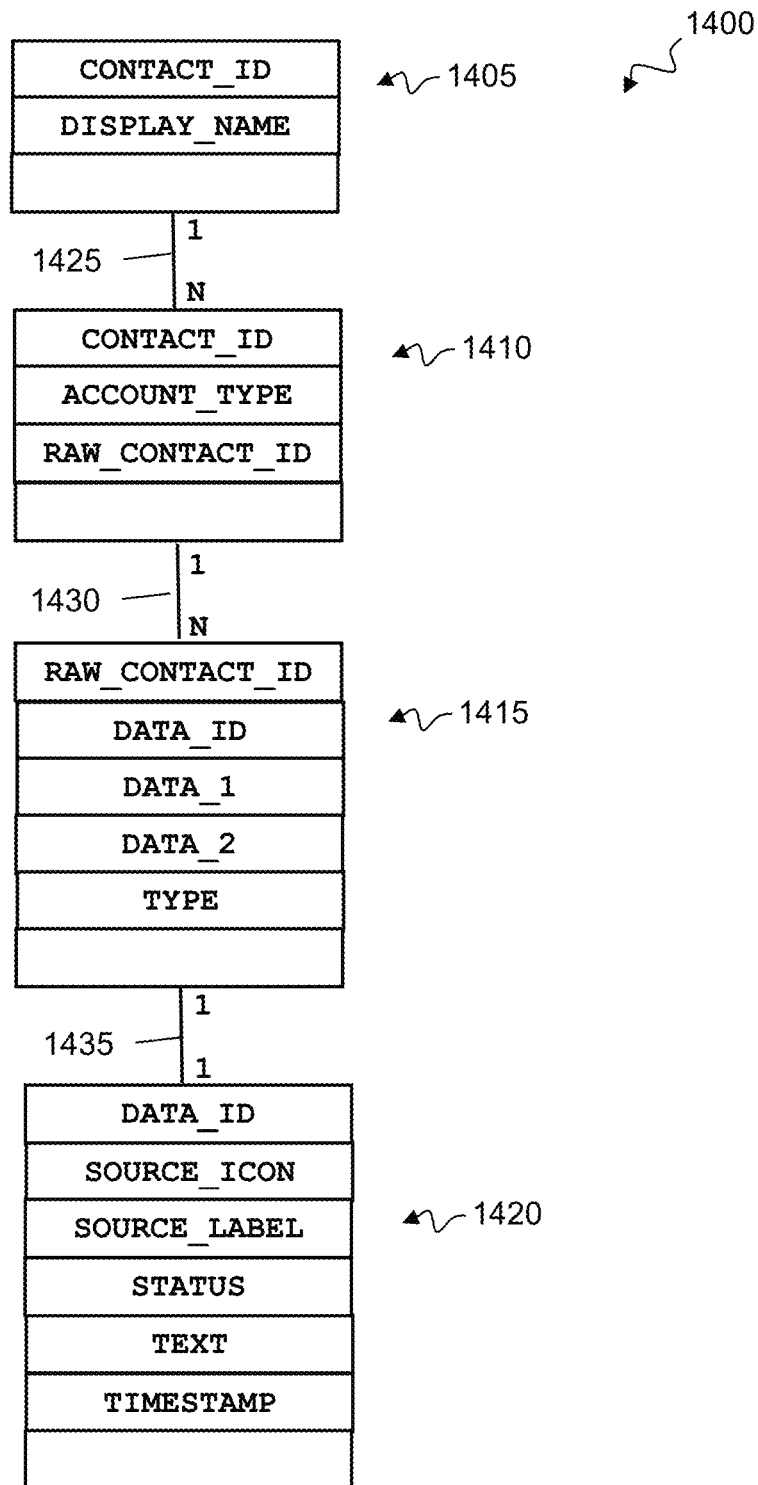 1400
CONTACT_ID
1405
DISPLAY_NAME
1
1425
N
CONTACT_ID
1410
ACCOUNT_TYPE
RAW_CONTACT_ID
1
1430
N
RAW_CONTACT_ID
1415
DATA_ID
DATA_1
DATA_2
TYPE
1
1435
1
DATA_ID
SOURCE_ICON
SOURCE_LABEL
1420
STATUS
TEXT
TIMESTAMP